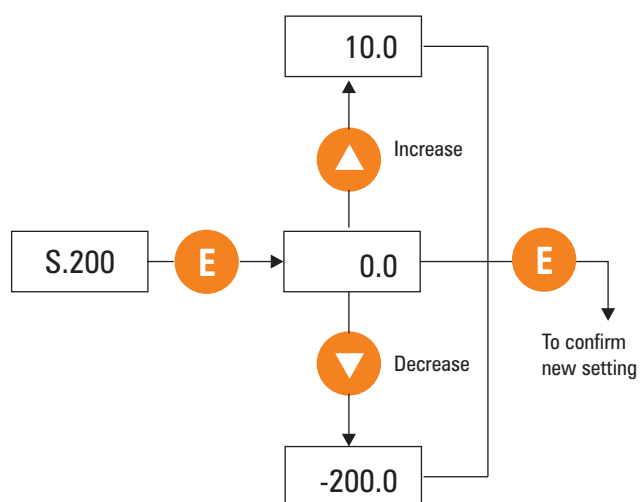 10.0
Increase
S.200
E
0.0
E
To confirm
new setting
Decrease
-200.0